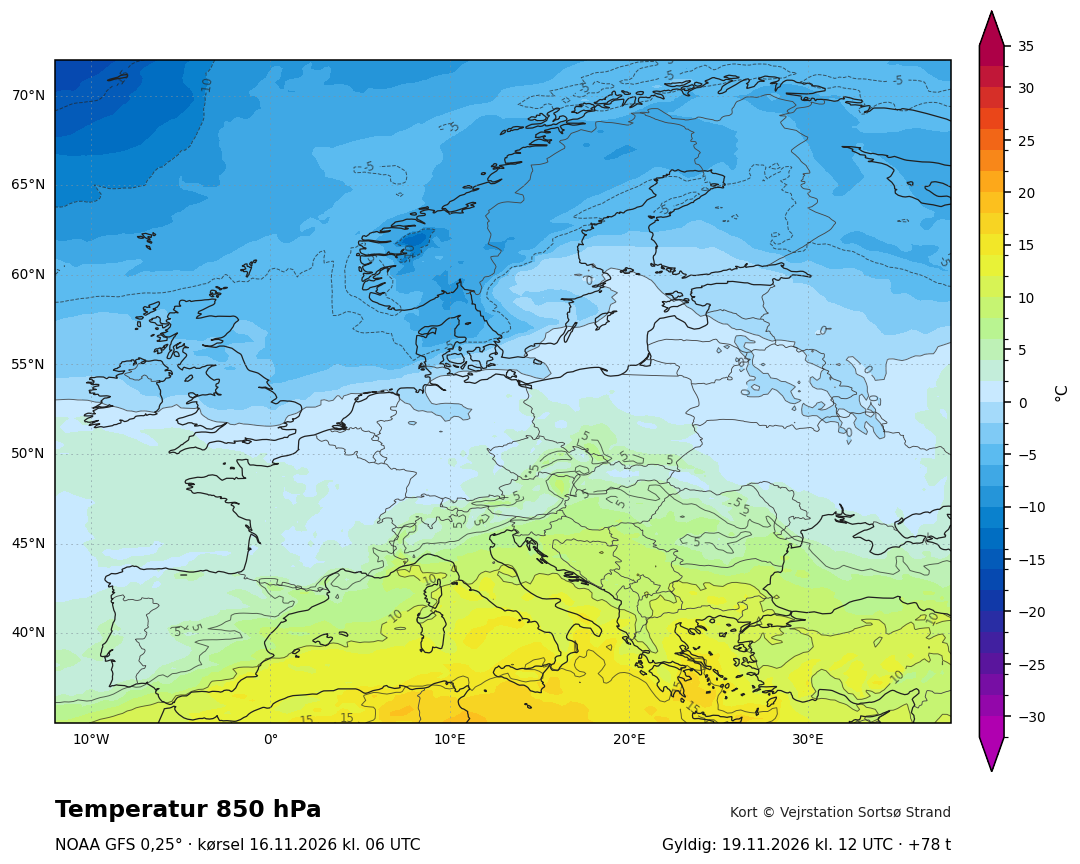 70°N
65°N
60°N
55°N
50°N
45°N
40°N
10°W
0°
10°E
20°E
30°E
35
30
25
20
15
10
5
0
−5
−10
−15
−20
−25
−30
°C
Temperatur 850 hPa
Kort © Vejrstation Sortsø Strand
NOAA GFS 0,25° · kørsel 16.11.2026 kl. 06 UTC
Gyldig: 19.11.2026 kl. 12 UTC · +78 t